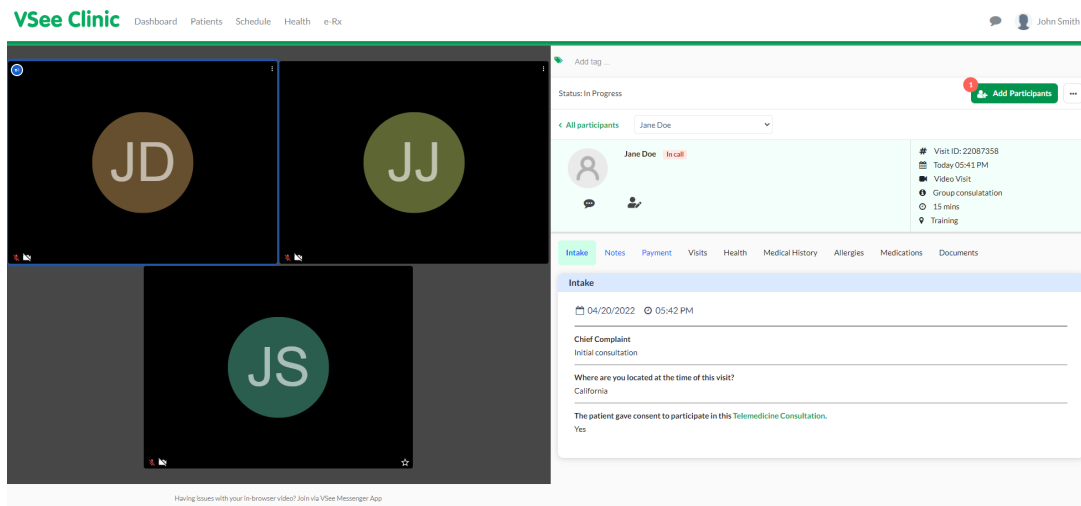 VSee Clinic Dashboard Patients Schedule Health e-Rx John Smith
Add tag ...
Status: In Progress
1
Add Participants
< All participants Jane Doe
Jane Doe In call
# Visit ID: 22087358
Today 05:41 PM
Video Visit
Group consulatation
15 mins
Training
JD
JJ
JS
Intake Notes Payment Visits Health Medical History Allergies Medications Documents
Intake
04/20/2022 05:42 PM
Chief Complaint
Initial consultation
Where are you located at the time of this visit?
California
The patient gave consent to participate in this Telemedicine Consultation.
Yes
Having issues with your in-browser video? Join via VSee Messenger App